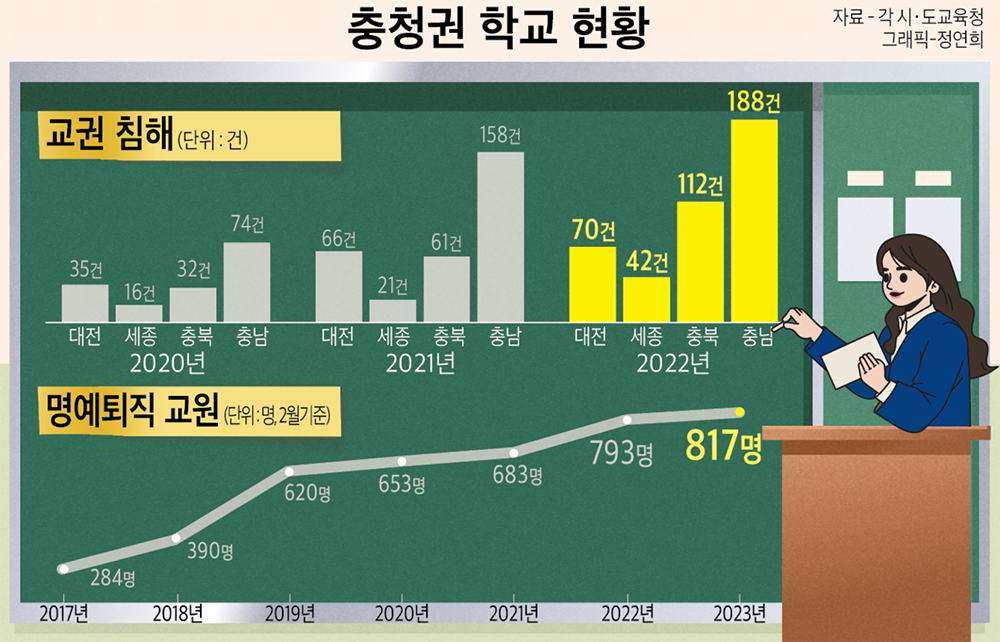 충청권 학교 현황
자료 - 각 시·도교육청
그래픽-정연희
교권 침해 (단위 : 건)
35건 16건 32건 74건
대전 세종 충북 충남
2020년
66건 21건 61건 158건
대전 세종 충북 충남
2021년
70건 42건 112건 188건
대전 세종 충북 충남
2022년
명예퇴직 교원 (단위 : 명, 2월기준)
284명 390명 620명 653명 683명 793명 817명
2017년 2018년 2019년 2020년 2021년 2022년 2023년